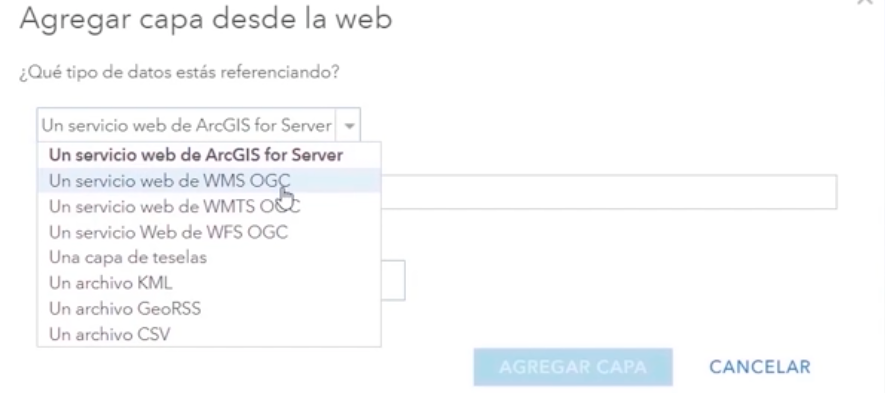 Agregar capa desde la web
¿Qué tipo de datos estás referenciando?
Un servicio web de ArcGIS for Server
Un servicio web de ArcGIS for Server
Un servicio web de WMS OGC
Un servicio web de WMTS OGC
Un servicio Web de WFS OGC
Una capa de teselas
Un archivo KML
Un archivo GeoRSS
Un archivo CSV
AGREGAR CAPA CANCELAR